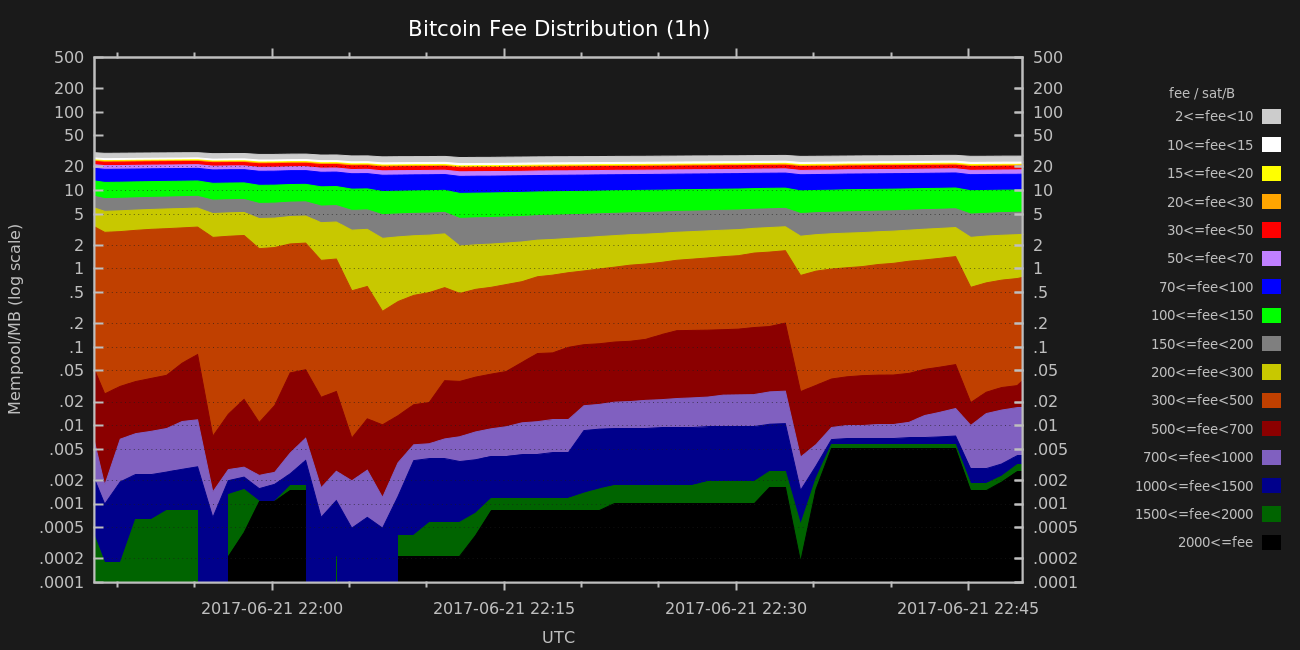 Bitcoin Fee Distribution (1h)
500 500
200 200
100 100
50 50
20 20
10 10
5 5
2 2
1 1
.5 .5
.2 .2
.1 .1
.05 .05
.02 .02
.01 .01
.005 .005
.002 .002
.001 .001
.0005 .0005
.0002 .0002
.0001 .0001
Mempool/MB (log scale)
2017-06-21 22:00 2017-06-21 22:15 2017-06-21 22:30 2017-06-21 22:45
UTC
fee / sat/B
2<=fee<10
10<=fee<15
15<=fee<20
20<=fee<30
30<=fee<50
50<=fee<70
70<=fee<100
100<=fee<150
150<=fee<200
200<=fee<300
300<=fee<500
500<=fee<700
700<=fee<1000
1000<=fee<1500
1500<=fee<2000
2000<=fee